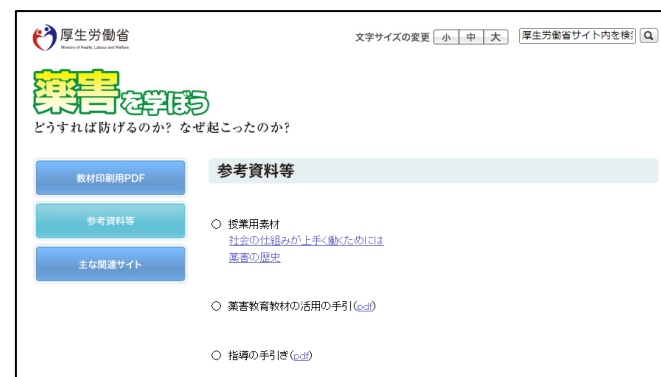 厚生労働省
Ministry of Health, Labour and Welfare
文字サイズの変更 小 中 大 厚生労働省サイト内を検
薬害を学ぼう
どうすれば防げるのか? なぜ起こったのか?
教材印刷用PDF
参考資料等
主な関連サイト
参考資料等
○ 授業用素材
社会の仕組みが上手く働くためには
薬害の歴史
○ 薬害教育教材の活用の手引(pdf)
○ 指導の手引き(pdf)